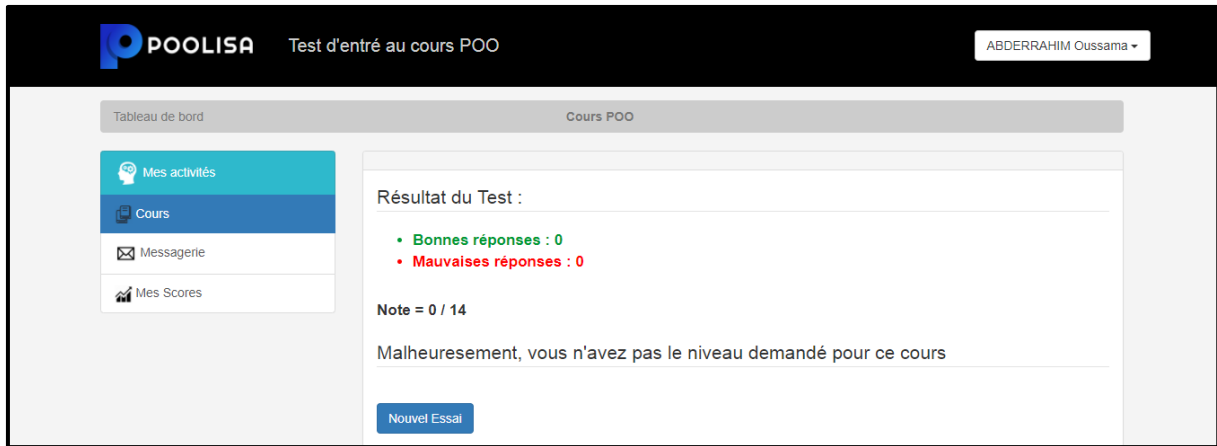 POOLISA
Test d'entré au cours POO
ABDERRAHIM Oussama
Tableau de bord
Cours POO
Mes activités
Cours
Messagerie
Mes Scores
Résultat du Test :
• Bonnes réponses : 0
• Mauvaises réponses : 0
Note = 0 / 14
Malheuresement, vous n'avez pas le niveau demandé pour ce cours
Nouvel Essai